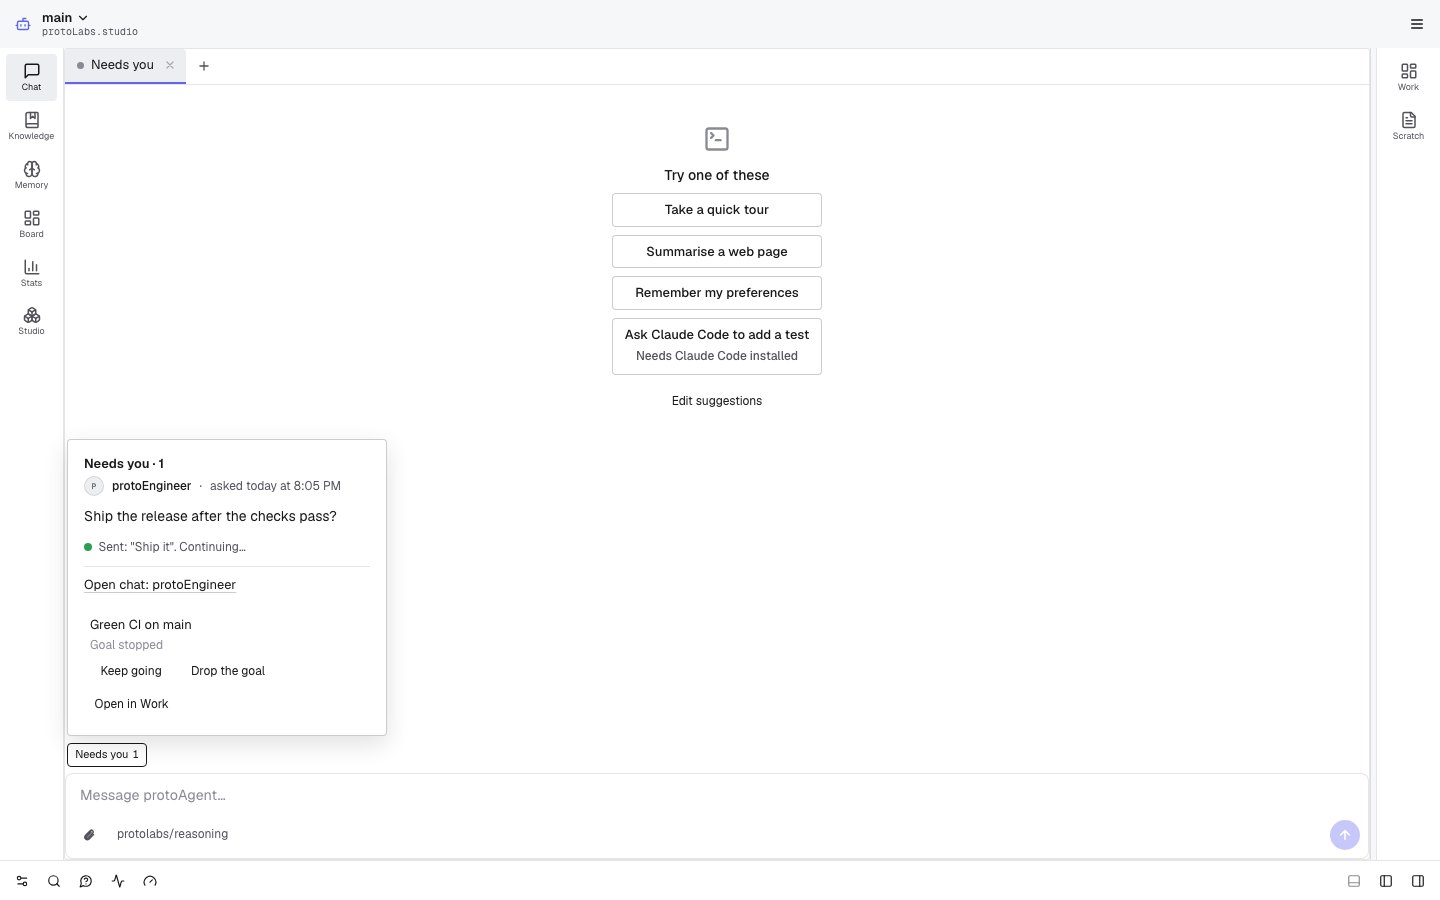 main
protoLabs.studio
Chat
Knowledge
Memory
Board
Stats
Studio
Needs you
Work
Scratch
Try one of these
Take a quick tour
Summarise a web page
Remember my preferences
Ask Claude Code to add a test
Needs Claude Code installed
Edit suggestions
Needs you · 1
P protoEngineer · asked today at 8:05 PM
Ship the release after the checks pass?
Sent: "Ship it". Continuing…
Open chat: protoEngineer
Green CI on main
Goal stopped
Keep going Drop the goal
Open in Work
Needs you 1
Message protoAgent…
protolabs/reasoning